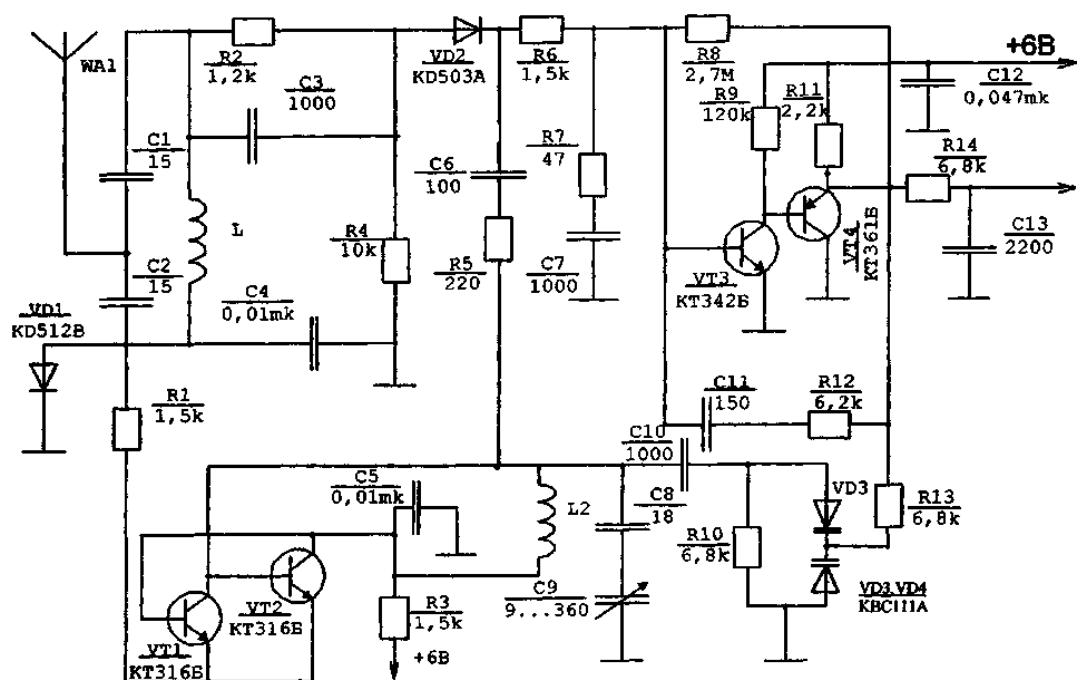 WA1
R2
1,2k
C3
1000
VD2
KD503A
R6
1,5k
R8
2,7M
+6B
C12
0,047mk
R9
120k
R11
2,2k
C1
15
C6
100
R7
47
R14
6,8k
L
R4
10k
R5
220
C7
1000
VT3
KT342Б
VT4
KT361Б
C13
2200
C2
15
C4
0,01mk
VD1
KD512B
R1
1,5k
C11
150
R12
6,2k
C10
1000
C5
0,01mk
L2
C8
18
VD3
R13
6,8k
R10
6,8k
C9
9...360
VD3,VD4
KBC111A
VT2
KT316Б
R3
1,5k
VT1
KT316Б
+6B